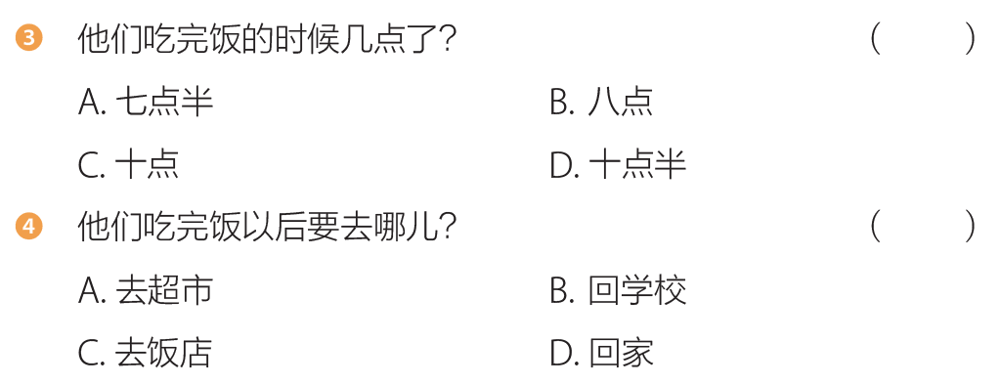 3 他们吃完饭的时候几点了? ( )
A. 七点半 B. 八点
C. 十点 D. 十点半
4 他们吃完饭以后要去哪儿? ( )
A. 去超市 B. 回学校
C. 去饭店 D. 回家